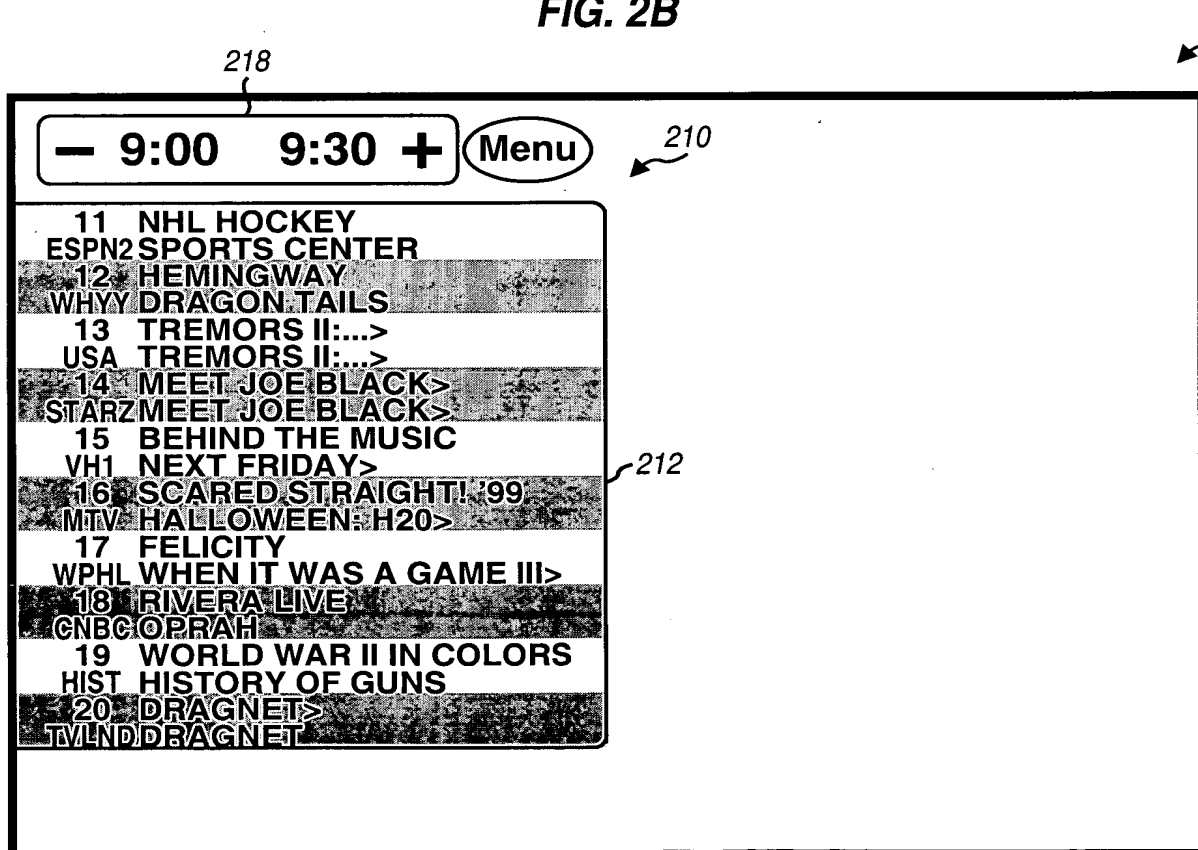 FIG. 2B
218
− 9:00 9:30 + Menu
210
11 NHL HOCKEY
ESPN2 SPORTS CENTER
12 HEMINGWAY
WHYY DRAGON TAILS
13 TREMORS II:...>
USA TREMORS II:...>
14 MEET JOE BLACK>
STARZ MEET JOE BLACK>
15 BEHIND THE MUSIC
VH1 NEXT FRIDAY>
212
16 SCARED STRAIGHT! '99
MTV HALLOWEEN: H20>
17 FELICITY
WPHL WHEN IT WAS A GAME III>
18 RIVERA LIVE
CNBC OPRAH
19 WORLD WAR II IN COLORS
HIST HISTORY OF GUNS
20 DRAGNET>
TVLND DRAGNET